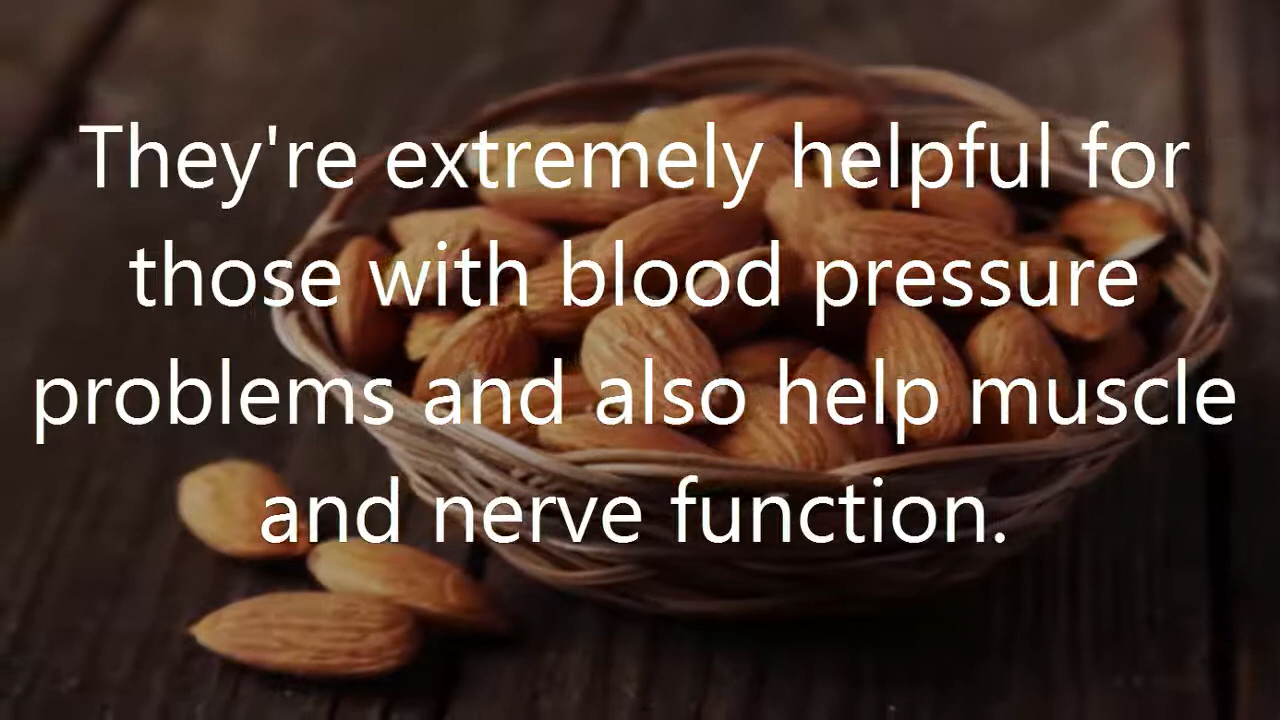 They're extremely helpful for
those with blood pressure
problems and also help muscle
and nerve function.